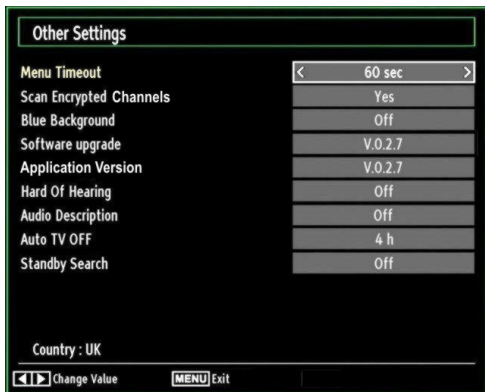 Other Settings
Menu Timeout < 60 sec >
Scan Encrypted Channels Yes
Blue Background Off
Software upgrade V.0.2.7
Application Version V.0.2.7
Hard Of Hearing Off
Audio Description Off
Auto TV OFF 4 h
Standby Search Off
Country : UK
Change Value MENU Exit